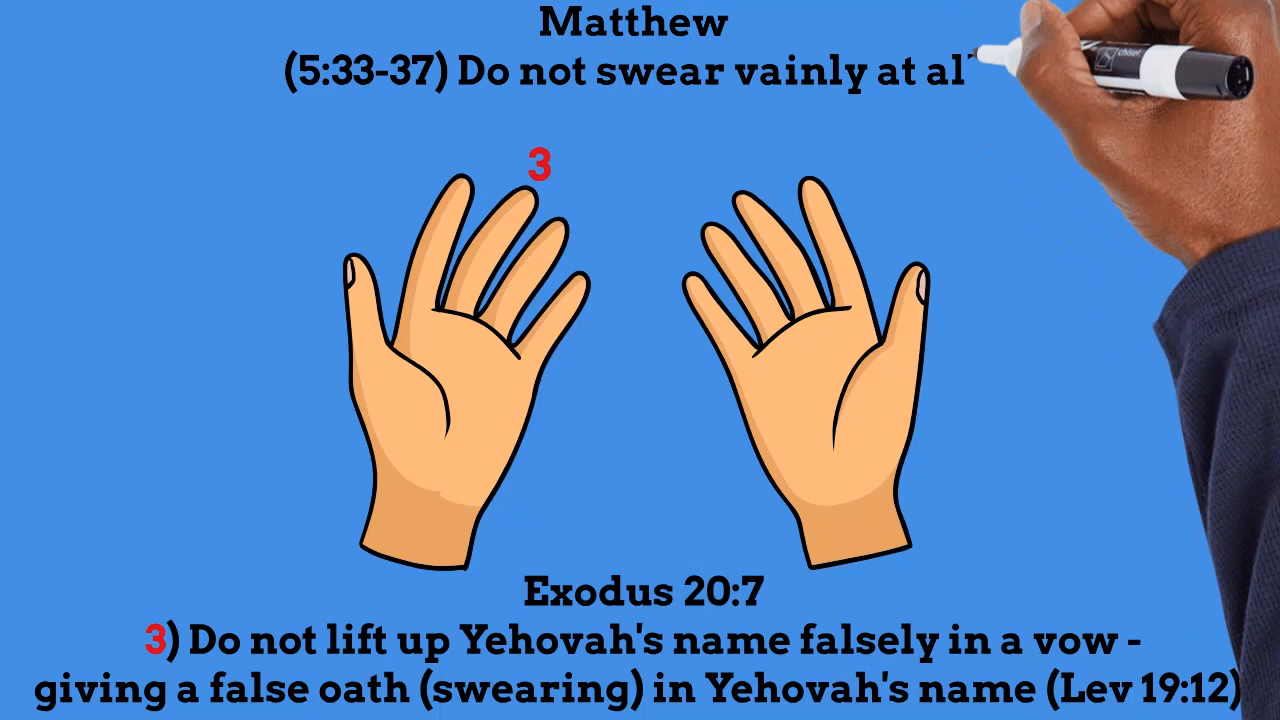 Matthew
(5:33-37) Do not swear vainly at al
3
Exodus 20:7
3) Do not lift up Yehovah's name falsely in a vow -
giving a false oath (swearing) in Yehovah's name (Lev 19:12)